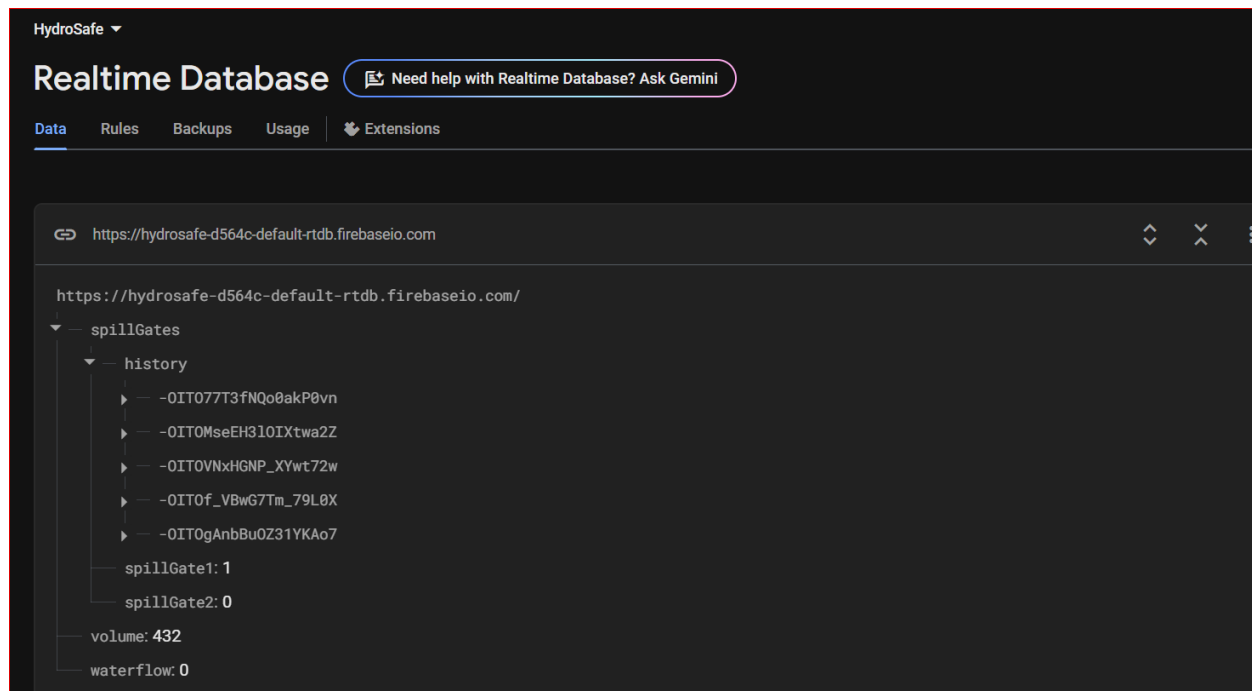 HydroSafe
Realtime Database Need help with Realtime Database? Ask Gemini
Data Rules Backups Usage Extensions
https://hydrosafe-d564c-default-rtdb.firebaseio.com
https://hydrosafe-d564c-default-rtdb.firebaseio.com/
spillGates
history
-OITO77T3fNQo0akP0vn
-OITOMseEH3lOIXtwa2Z
-OITOVNxHGNP_XYwt72w
-OITOf_VBwG7Tm_79L0X
-OITOgAnbBuOZ31YKAo7
spillGate1: 1
spillGate2: 0
volume: 432
waterflow: 0